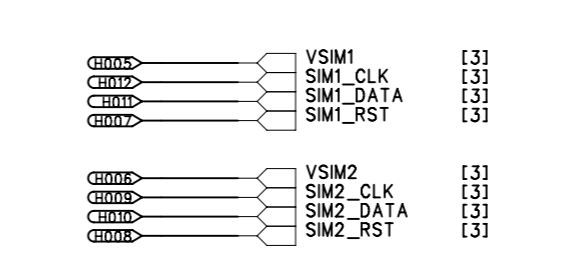 H005 VSIM1 [3]
H012 SIM1_CLK [3]
H011 SIM1_DATA [3]
H007 SIM1_RST [3]
H006 VSIM2 [3]
H009 SIM2_CLK [3]
H010 SIM2_DATA [3]
H008 SIM2_RST [3]